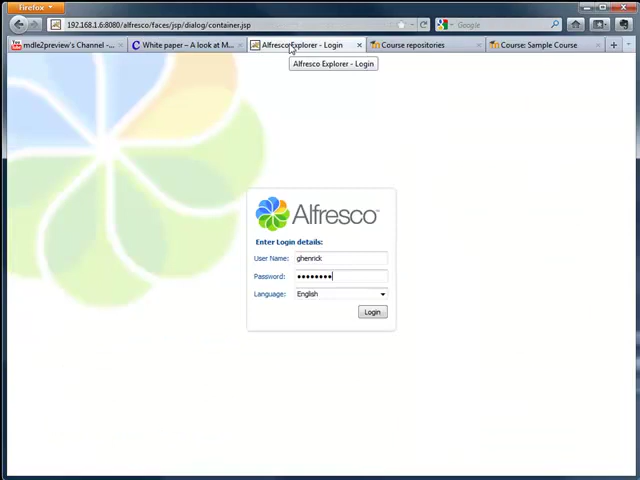 Firefox
192.168.1.6:8080/alfresco/faces/jsp/dialog/container.jsp
Google
mdle2preview's Channel -...
White paper – A look at M...
Alfresco Explorer - Login
Course repositories
Course: Sample Course
Alfresco Explorer - Login
Alfresco
Enter Login details:
User Name: ghenrick
Password: ••••••••
Language: English
Login